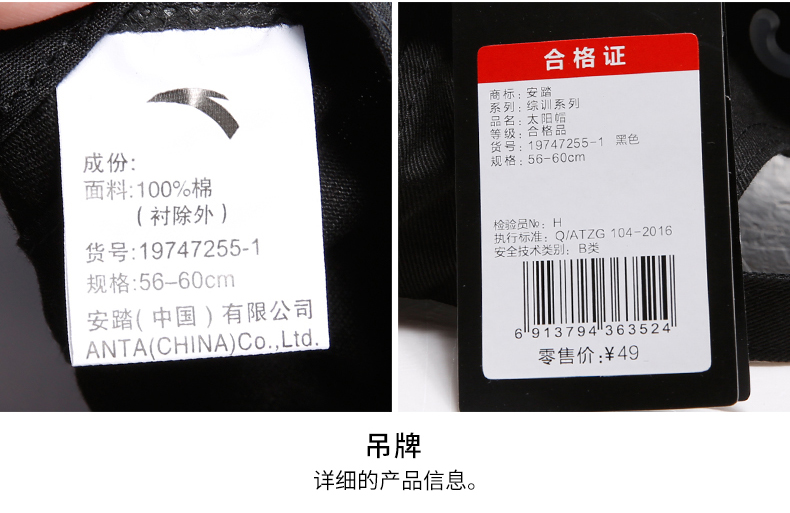 成份:
面料:100%棉
(衬除外)
货号:19747255-1
规格:56-60cm
安踏(中国)有限公司
ANTA(CHINA)Co.,Ltd.
合格证
商标: 安踏
系列: 综训系列
品名: 太阳帽
等级: 合格品
货号: 19747255-1 黑色
规格: 56-60cm
检验员№: H
执行标准: Q/ATZG 104-2016
安全技术类别: B类
6 913794 363524
零售价:¥49
吊牌
详细的产品信息。